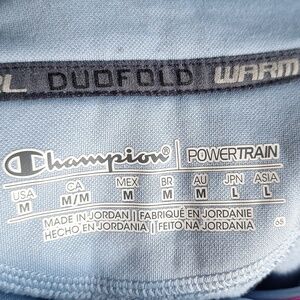 DUOFOLD WARM
Champion POWERTRAIN
USA CA MEX BR AU JPN ASIA
M M/M M M M L L
MADE IN JORDAN | FABRIQUÉ EN JORDANIE
HECHO EN JORDANIA | FEITO NA JORDANIA